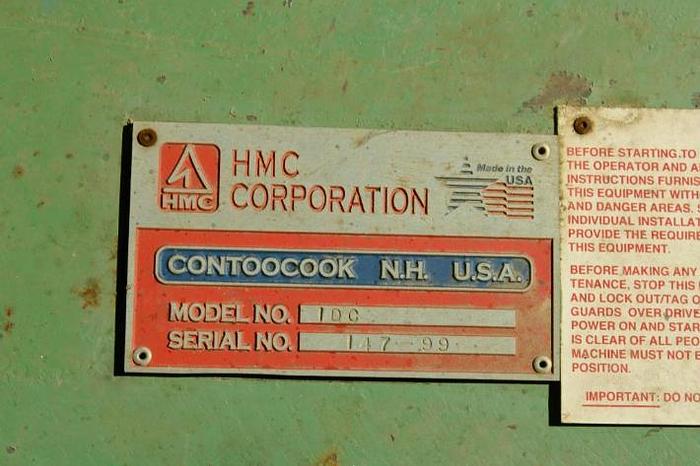 HMC
HMC
CORPORATION
Made in the
USA
CONTOOCOOK N.H. U.S.A.
MODEL NO. IDC
SERIAL NO. 147-99
BEFORE STARTING TO
THE OPERATOR AND
INSTRUCTIONS FURNIS
THIS EQUIPMENT WITH
AND DANGER AREAS.
INDIVIDUAL INSTALLAT
PROVIDE THE REQUIRE
THIS EQUIPMENT.
BEFORE MAKING ANY
TENANCE, STOP THIS
AND LOCK OUT/TAG O
GUARDS OVER DRIVE
POWER ON AND STAR
IS CLEAR OF ALL PEO
MACHINE MUST NOT
POSITION.
IMPORTANT: DO NO